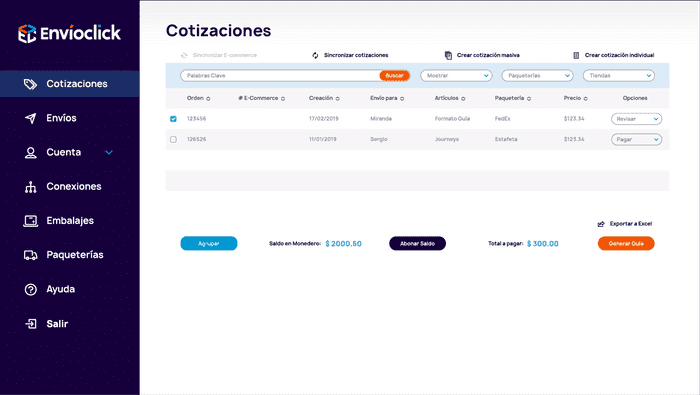 Envíoclick
Cotizaciones
Envíos
Cuenta
Conexiones
Embalajes
Paqueterías
Ayuda
Salir
Cotizaciones
Sincronizar E-commerce Sincronizar cotizaciones Crear cotización masiva Crear cotización individual
Palabras Clave Buscar Mostrar Paqueterías Tiendas
Orden # E-Commerce Creación Envío para Artículos Paquetería Precio Opciones
123456 17/02/2019 Miranda Formato Guía FedEx $123.34 Revisar
126526 11/01/2019 Sergio Journeys Estafeta $123.34 Pagar
Exportar a Excel
Agrupar Saldo en Monedero: $ 2000.50 Abonar Saldo Total a pagar: $ 300.00 Generar Guía